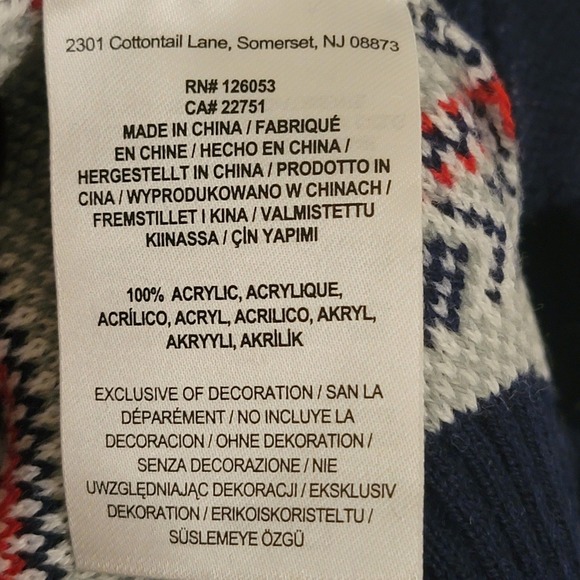 2301 Cottontail Lane, Somerset, NJ 08873
RN# 126053
CA# 22751
MADE IN CHINA / FABRIQUÉ
EN CHINE / HECHO EN CHINA /
HERGESTELLT IN CHINA / PRODOTTO IN
CINA / WYPRODUKOWANO W CHINACH /
FREMSTILLET I KINA / VALMISTETTU
KIINASSA / ÇİN YAPIMI
100% ACRYLIC, ACRYLIQUE,
ACRÍLICO, ACRYL, ACRILICO, AKRYL,
AKRYYLI, AKRİLİK
EXCLUSIVE OF DECORATION / SAN LA
DÉPARÉMENT / NO INCLUYE LA
DECORACION / OHNE DEKORATION /
SENZA DECORAZIONE / NIE
UWZGLĘDNIAJĄC DEKORACJI / EKSKLUSIV
DEKORATION / ERIKOISKORISTELTU /
SÜSLEMEYE ÖZGÜ